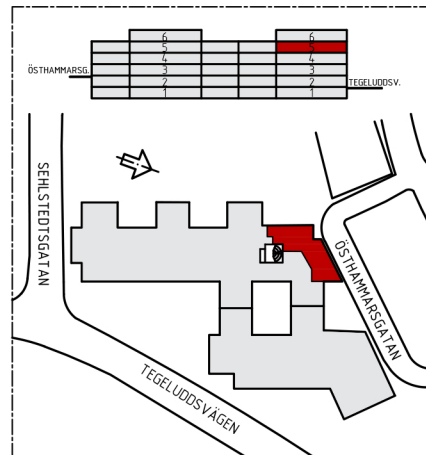 6 6
5 5
4 4
ÖSTHAMMARSG. 3 3
2 2 TEGELUDDSV.
1 1
SEHLSTEDTSGATAN
ÖSTHAMMARSGATAN
TEGELUDDSVÄGEN